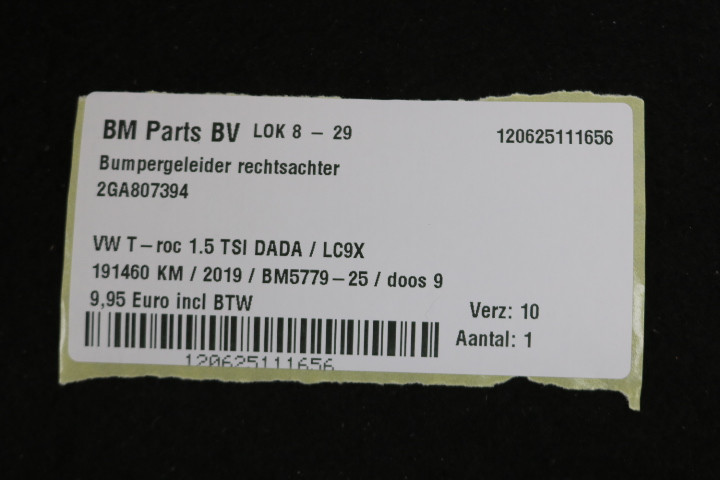 BM Parts BV LOK 8 - 29 120625111656
Bumpergeleider rechtsachter
2GA807394
VW T-roc 1.5 TSI DADA / LC9X
191460 KM / 2019 / BM5779-25 / doos 9
9,95 Euro incl BTW
Verz: 10
Aantal: 1
120625111656